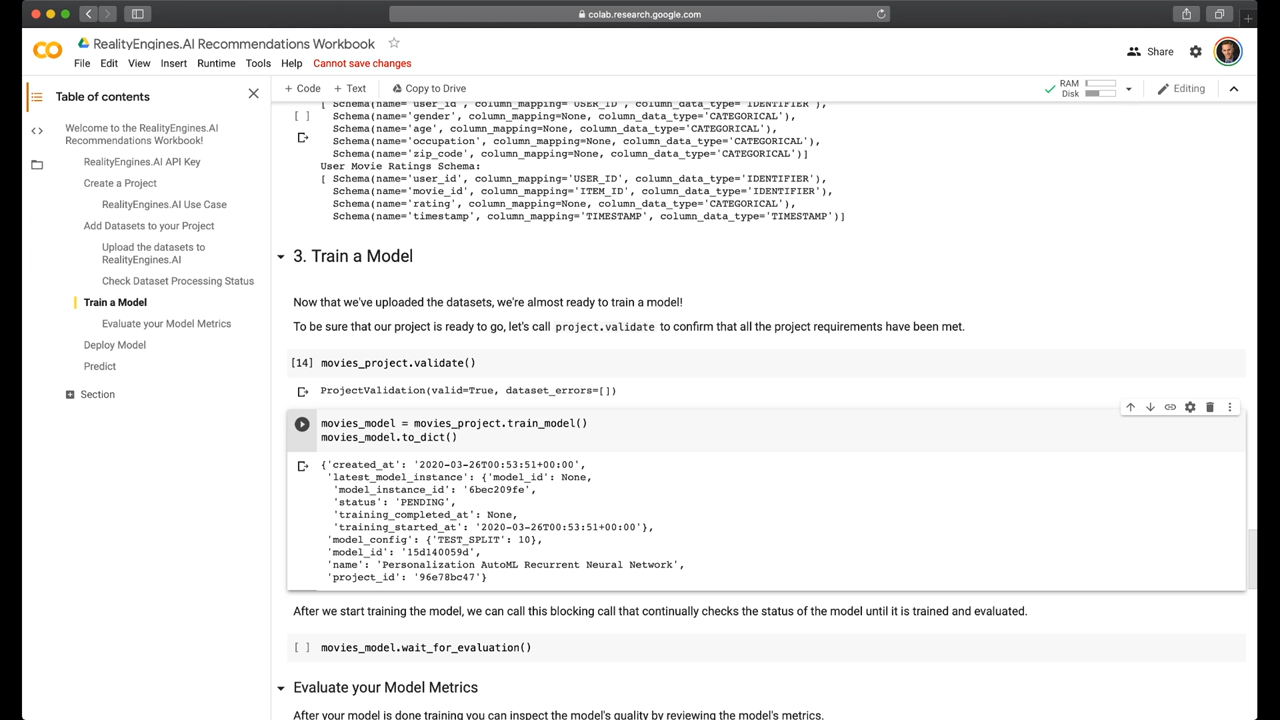 colab.research.google.com
RealityEngines.AI Recommendations Workbook
File Edit View Insert Runtime Tools Help Cannot save changes
Share
Table of contents
+ Code + Text Copy to Drive
RAM
Disk
Editing
Welcome to the RealityEngines.AI
Recommendations Workbook!
RealityEngines.AI API Key
Create a Project
RealityEngines.AI Use Case
Add Datasets to your Project
Upload the datasets to
RealityEngines.AI
Check Dataset Processing Status
Train a Model
Evaluate your Model Metrics
Deploy Model
Predict
Section
[ Schema(name='user_id', column_mapping='USER_ID', column_data_type='IDENTIFIER'),
[ ] Schema(name='gender', column_mapping=None, column_data_type='CATEGORICAL'),
Schema(name='age', column_mapping=None, column_data_type='CATEGORICAL'),
Schema(name='occupation', column_mapping=None, column_data_type='CATEGORICAL'),
Schema(name='zip_code', column_mapping=None, column_data_type='CATEGORICAL')]
User Movie Ratings Schema:
[ Schema(name='user_id', column_mapping='USER_ID', column_data_type='IDENTIFIER'),
Schema(name='movie_id', column_mapping='ITEM_ID', column_data_type='IDENTIFIER'),
Schema(name='rating', column_mapping=None, column_data_type='CATEGORICAL'),
Schema(name='timestamp', column_mapping='TIMESTAMP', column_data_type='TIMESTAMP')]
3. Train a Model
Now that we've uploaded the datasets, we're almost ready to train a model!
To be sure that our project is ready to go, let's call project.validate to confirm that all the project requirements have been met.
[14] movies_project.validate()
ProjectValidation(valid=True, dataset_errors=[])
movies_model = movies_project.train_model()
movies_model.to_dict()
{'created_at': '2020-03-26T00:53:51+00:00',
'latest_model_instance': {'model_id': None,
'model_instance_id': '6bec209fe',
'status': 'PENDING',
'training_completed_at': None,
'training_started_at': '2020-03-26T00:53:51+00:00'},
'model_config': {'TEST_SPLIT': 10},
'model_id': '15d140059d',
'name': 'Personalization AutoML Recurrent Neural Network',
'project_id': '96e78bc47'}
After we start training the model, we can call this blocking call that continually checks the status of the model until it is trained and evaluated.
[ ] movies_model.wait_for_evaluation()
Evaluate your Model Metrics
After your model is done training you can inspect the model's quality by reviewing the model's metrics.